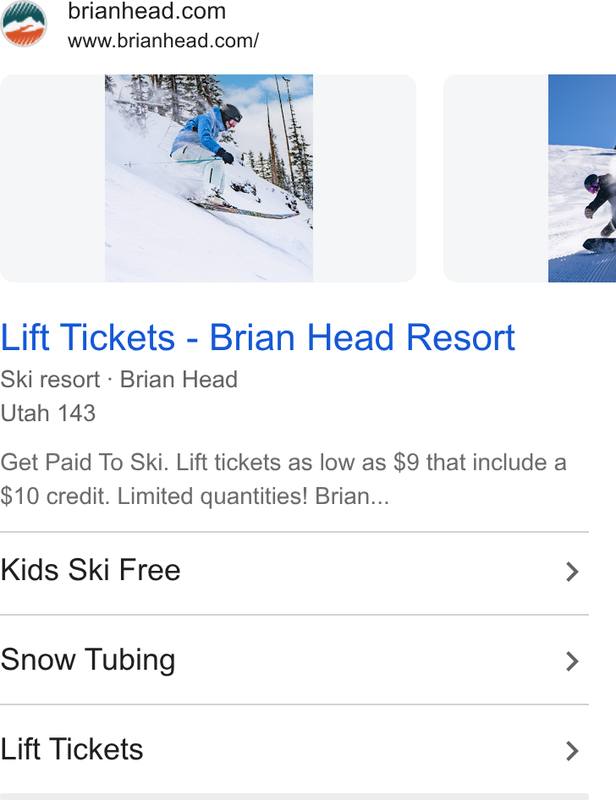 brianhead.com
www.brianhead.com/
Lift Tickets - Brian Head Resort
Ski resort · Brian Head
Utah 143
Get Paid To Ski. Lift tickets as low as $9 that include a
$10 credit. Limited quantities! Brian...
Kids Ski Free
Snow Tubing
Lift Tickets